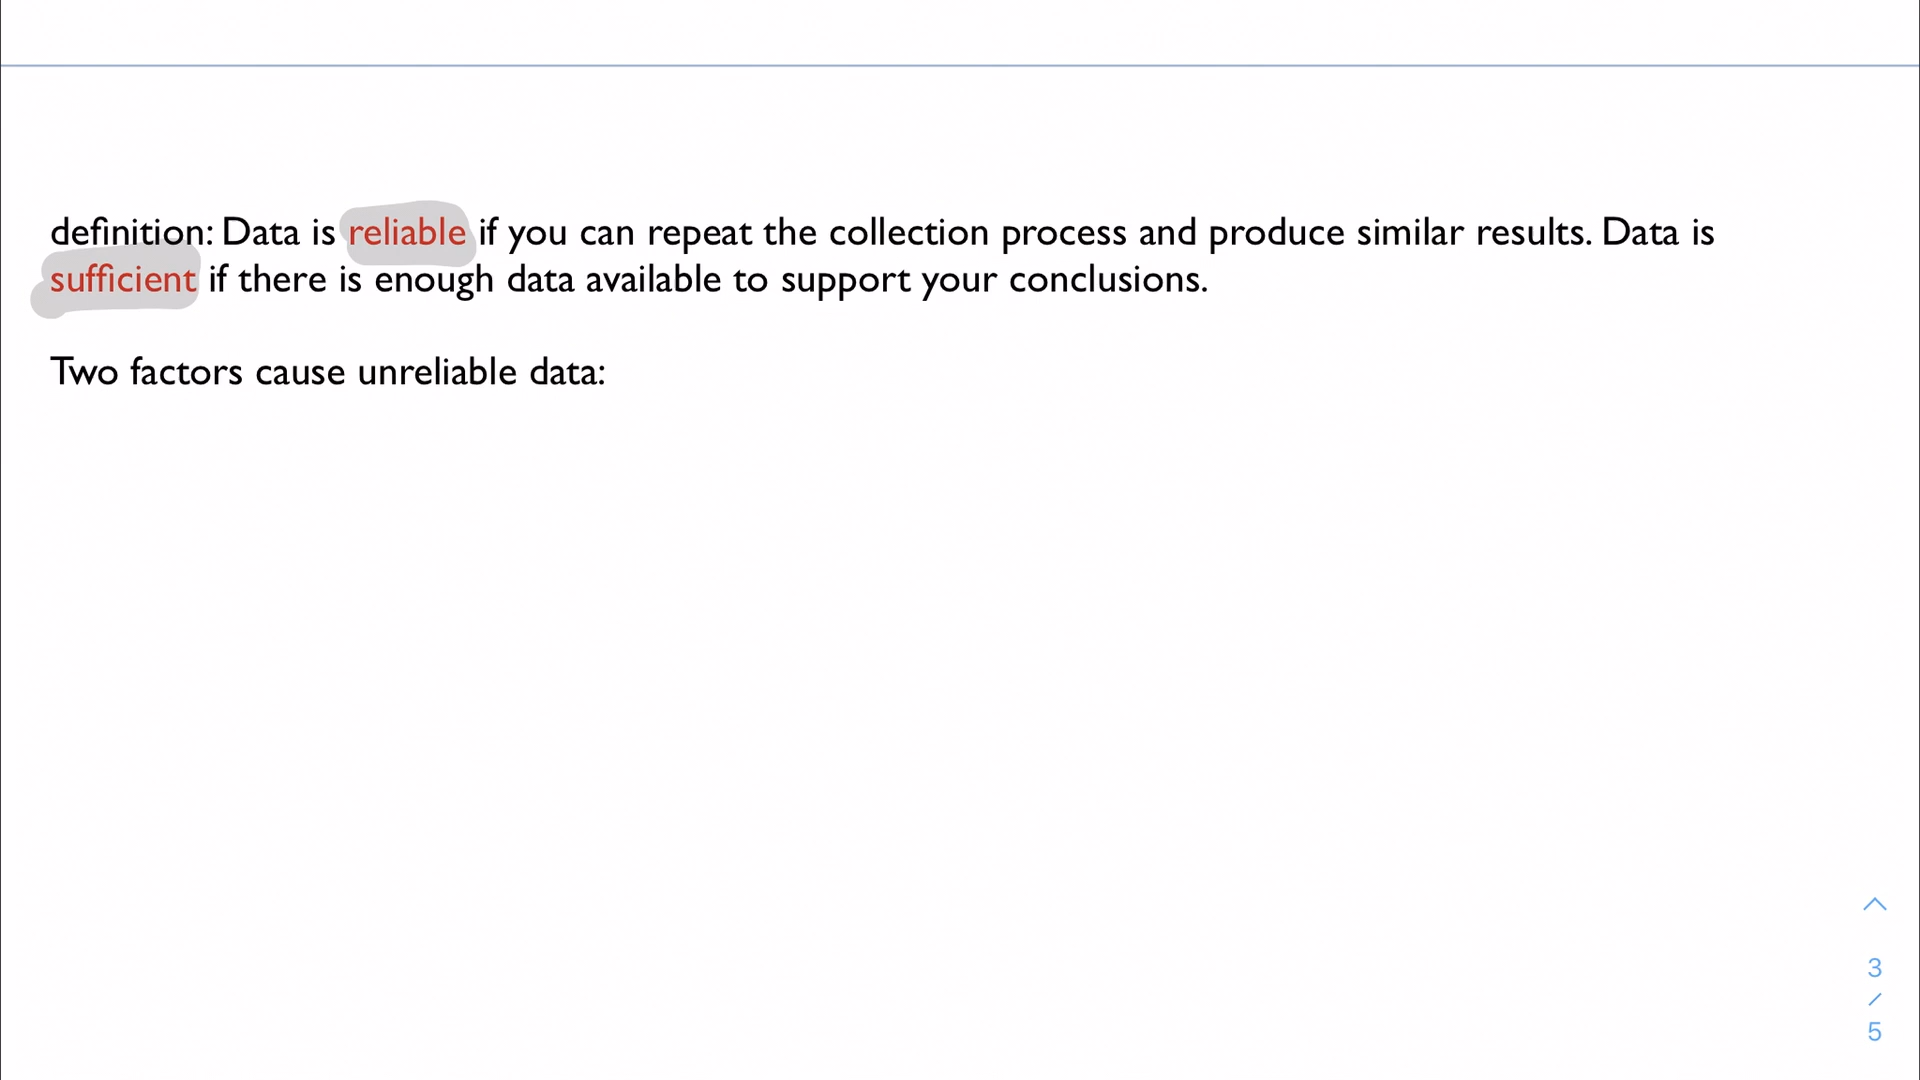 definition: Data is reliable if you can repeat the collection process and produce similar results. Data is
sufficient if there is enough data available to support your conclusions.
Two factors cause unreliable data:
3
/
5